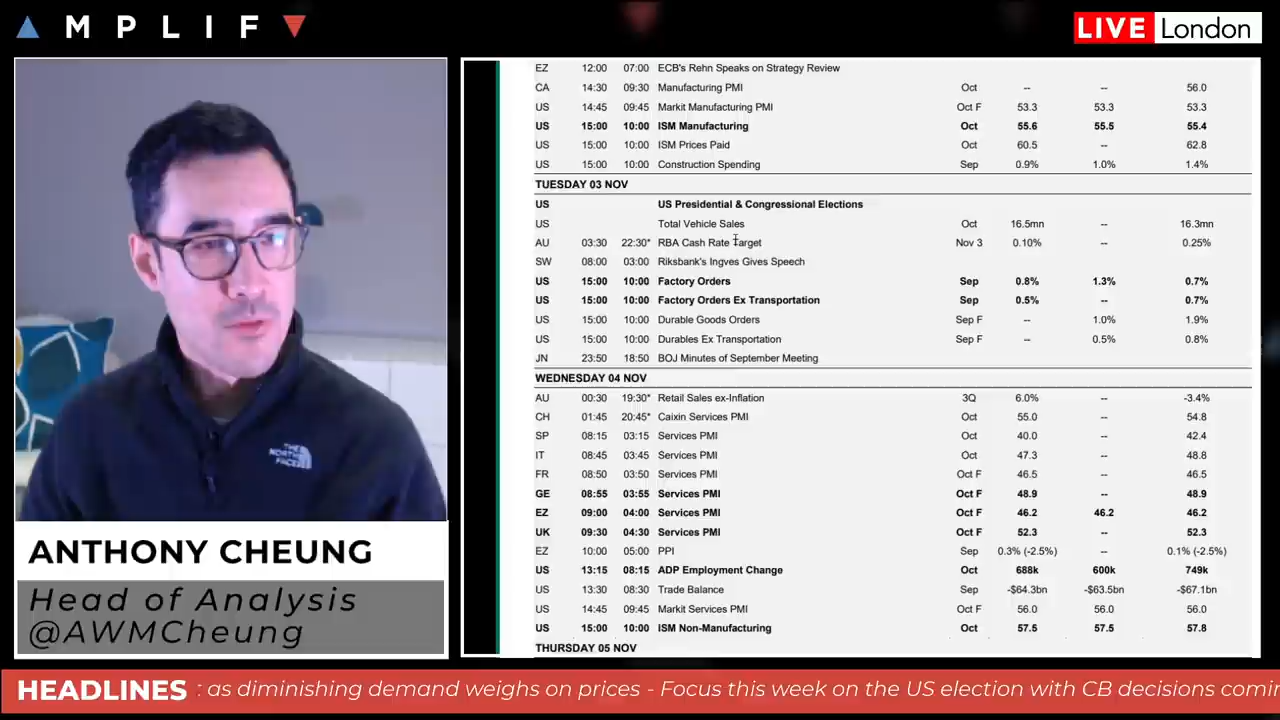 AMPLIFY
LIVE London
EZ 12:00 07:00 ECB's Rehn Speaks on Strategy Review
CA 14:30 09:30 Manufacturing PMI Oct -- -- 56.0
US 14:45 09:45 Markit Manufacturing PMI Oct F 53.3 53.3 53.3
US 15:00 10:00 ISM Manufacturing Oct 55.6 55.5 55.4
US 15:00 10:00 ISM Prices Paid Oct 60.5 -- 62.8
US 15:00 10:00 Construction Spending Sep 0.9% 1.0% 1.4%
TUESDAY 03 NOV
US US Presidential & Congressional Elections
US Total Vehicle Sales Oct 16.5mn -- 16.3mn
AU 03:30 22:30* RBA Cash Rate Target Nov 3 0.10% -- 0.25%
SW 08:00 03:00 Riksbank's Ingves Gives Speech
US 15:00 10:00 Factory Orders Sep 0.8% 1.3% 0.7%
US 15:00 10:00 Factory Orders Ex Transportation Sep 0.5% -- 0.7%
US 15:00 10:00 Durable Goods Orders Sep F -- 1.0% 1.9%
US 15:00 10:00 Durables Ex Transportation Sep F -- 0.5% 0.8%
JN 23:50 18:50 BOJ Minutes of September Meeting
WEDNESDAY 04 NOV
AU 00:30 19:30* Retail Sales ex-Inflation 3Q 6.0% -- -3.4%
CH 01:45 20:45* Caixin Services PMI Oct 55.0 -- 54.8
SP 08:15 03:15 Services PMI Oct 40.0 -- 42.4
IT 08:45 03:45 Services PMI Oct 47.3 -- 48.8
FR 08:50 03:50 Services PMI Oct F 46.5 -- 46.5
GE 08:55 03:55 Services PMI Oct F 48.9 -- 48.9
EZ 09:00 04:00 Services PMI Oct F 46.2 46.2 46.2
UK 09:30 04:30 Services PMI Oct F 52.3 -- 52.3
EZ 10:00 05:00 PPI Sep 0.3% (-2.5%) -- 0.1% (-2.5%)
US 13:15 08:15 ADP Employment Change Oct 688k 600k 749k
US 13:30 08:30 Trade Balance Sep -$64.3bn -$63.5bn -$67.1bn
US 14:45 09:45 Markit Services PMI Oct F 56.0 56.0 56.0
US 15:00 10:00 ISM Non-Manufacturing Oct 57.5 57.5 57.8
THURSDAY 05 NOV
THE NORTH FACE
ANTHONY CHEUNG
Head of Analysis
@AWMCheung
HEADLINES : as diminishing demand weighs on prices - Focus this week on the US election with CB decisions comin